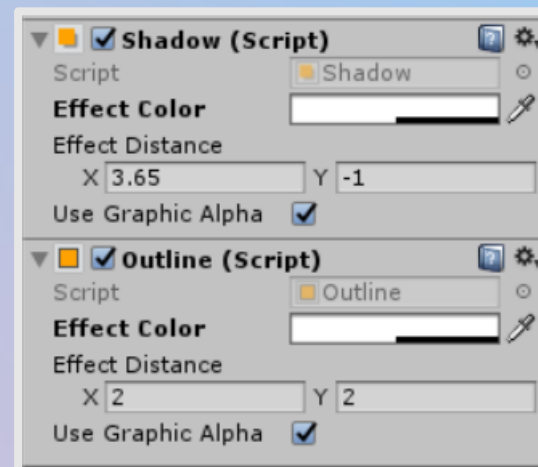 Shadow (Script)
Script Shadow
Effect Color
Effect Distance
X 3.65 Y -1
Use Graphic Alpha
Outline (Script)
Script Outline
Effect Color
Effect Distance
X 2 Y 2
Use Graphic Alpha